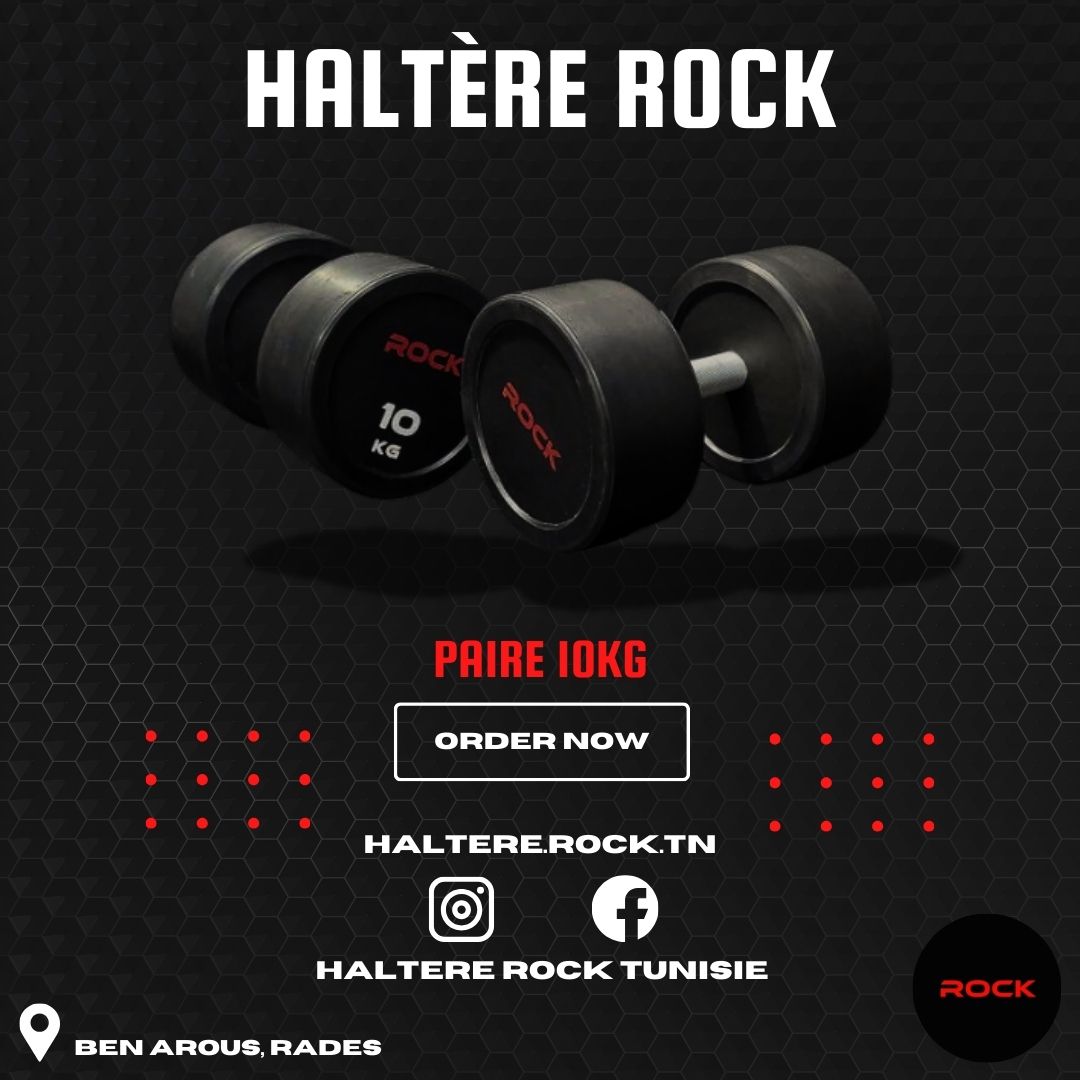 HALTÈRE ROCK
ROCK
10
KG
ROCK
PAIRE 10KG
ORDER NOW
HALTERE.ROCK.TN
HALTERE ROCK TUNISIE
ROCK
BEN AROUS, RADES